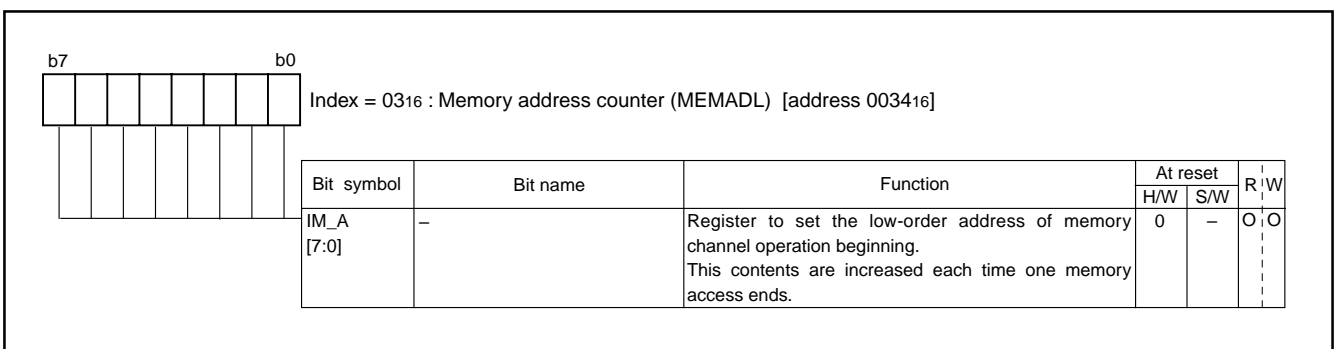 b7 b0
Index = 0316 : Memory address counter (MEMADL) [address 003416]
Bit symbol Bit name Function At reset R W
H/W S/W
IM_A – Register to set the low-order address of memory 0 – O O
[7:0] channel operation beginning.
This contents are increased each time one memory
access ends.